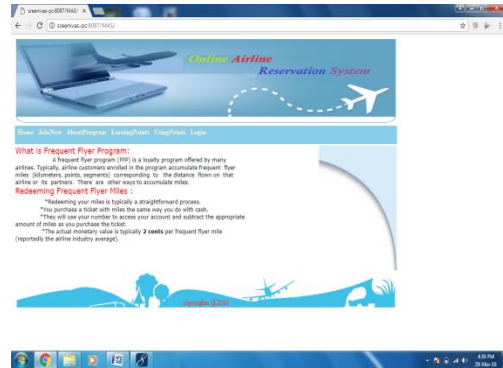 sreenivas-pc:8087/MAS/
sreenivas-pc:8087/MAS/
Online Airline
Reservation System
Home JoinNow AboutProgram EarningPoints UsingPoints Login
What is Frequent Flyer Program:
A frequent flyer program (FFP) is a loyalty program offered by many
airlines. Typically, airline customers enrolled in the program accumulate frequent flyer
miles (kilometers, points, segments) corresponding to the distance flown on that
airline or its partners. There are other ways to accumulate miles.
Redeeming Frequent Flyer Miles :
*Redeeming your miles is typically a straightforward process.
*You purchase a ticket with miles the same way you do with cash.
*They will use your number to access your account and subtract the appropriate
amount of miles as you purchase the ticket.
*The actual monetary value is typically 2 cents per frequent flyer mile
(reportedly the airline industry average).
copyrights @2015
4:59 PM
29-Mar-18